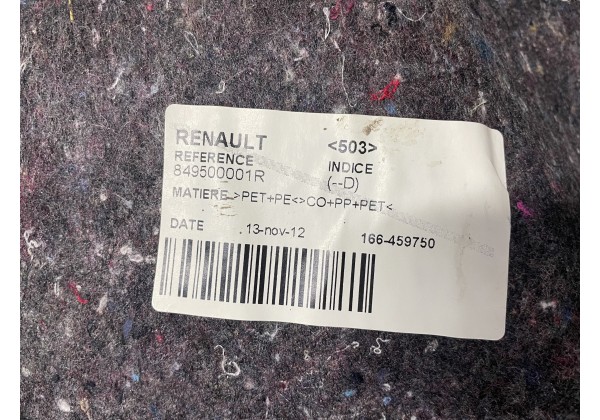 RENAULT <503>
REFERENCE INDICE
849500001R (--D)
MATIERE >PET+PE<>CO+PP+PET<
DATE . 13-nov-12 166-459750